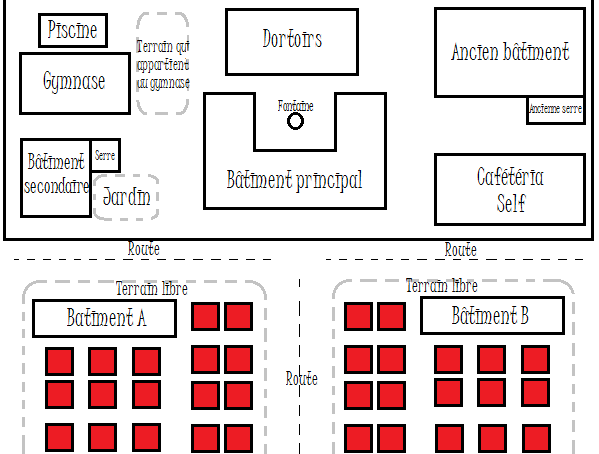 Piscine
Gymnase
Terrain qui
appartient
au gymnase
Dortoirs
Fontaine
Bâtiment principal
Ancien bâtiment
Ancienne serre
Bâtiment
secondaire
Serre
Jardin
Cafétéria
Self
Route
Route
Terrain libre
Batiment A
Terrain libre
Bâtiment B
Route